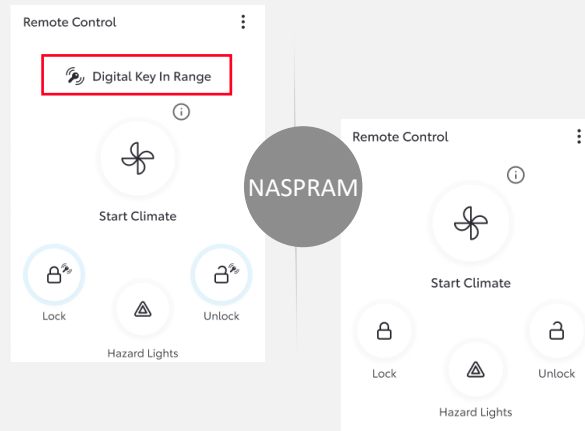 Remote Control
Digital Key In Range
Start Climate
Lock
Unlock
Hazard Lights
NASPRAM
Remote Control
Start Climate
Lock
Unlock
Hazard Lights